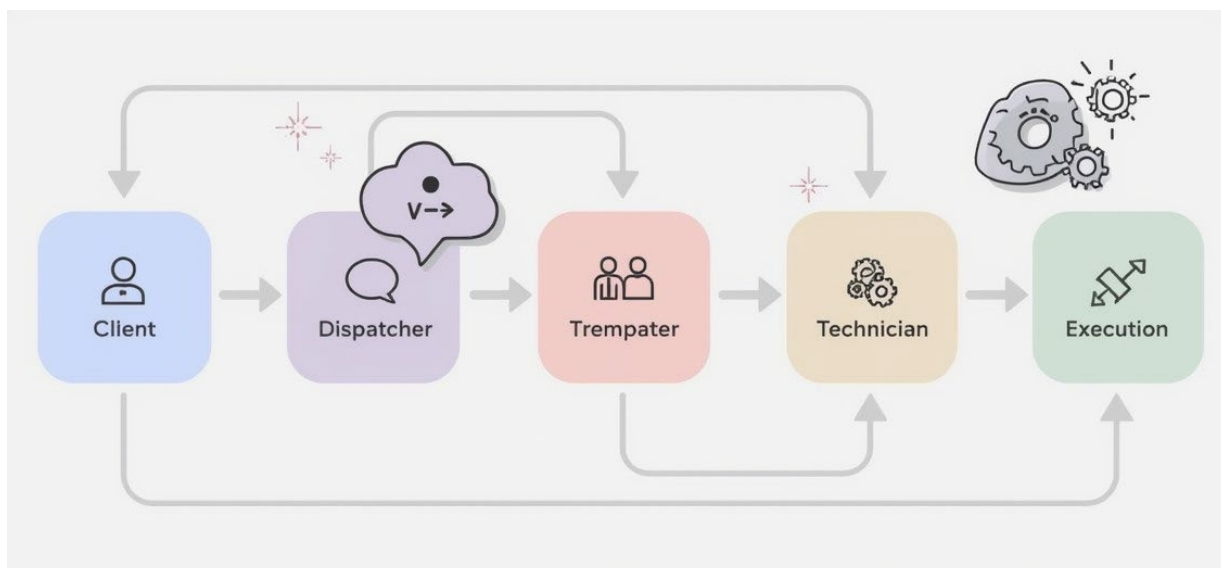 V
Client
Dispatcher
Trempater
Technician
Execution